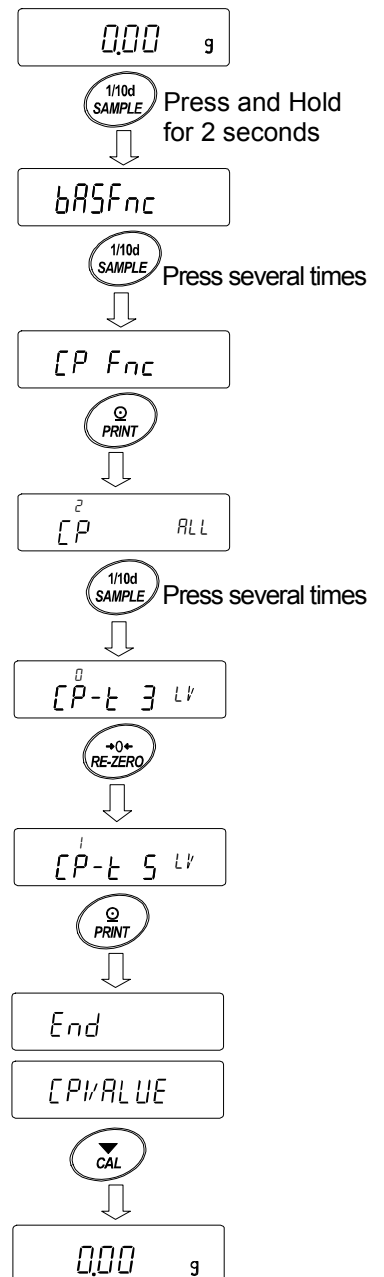 0.00 g
1/10d
SAMPLE
Press and Hold
for 2 seconds
bASFnc
1/10d
SAMPLE
Press several times
CP Fnc
PRINT
2
CP ALL
1/10d
SAMPLE
Press several times
0
CP-t 3 LV
→0←
RE-ZERO
1
CP-t 5 LV
PRINT
End
CPVALUE
CAL
0.00 g